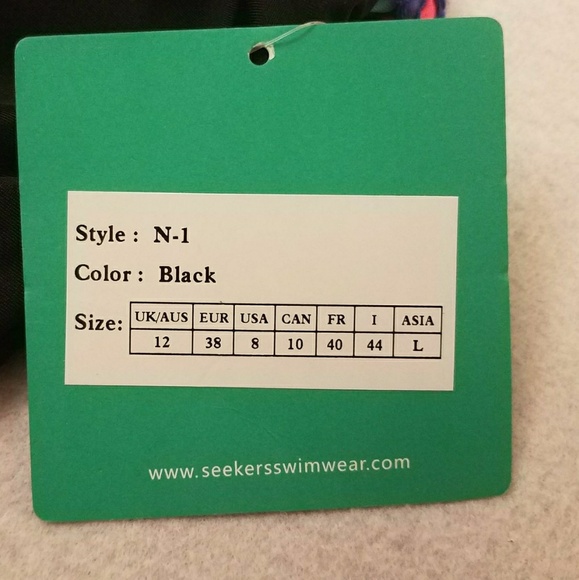 Style : N-1
Color : Black
Size: UK/AUS EUR USA CAN FR I ASIA
12 38 8 10 40 44 L
www.seekersswimwear.com